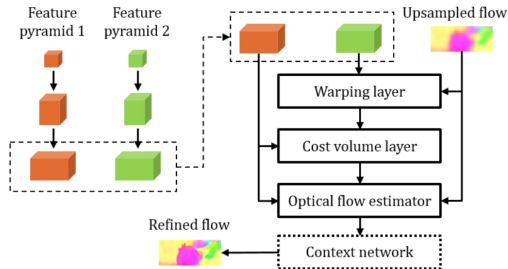 Feature
pyramid 1
Feature
pyramid 2
Upsampled flow
Warping layer
Cost volume layer
Optical flow estimator
Refined flow
Context network